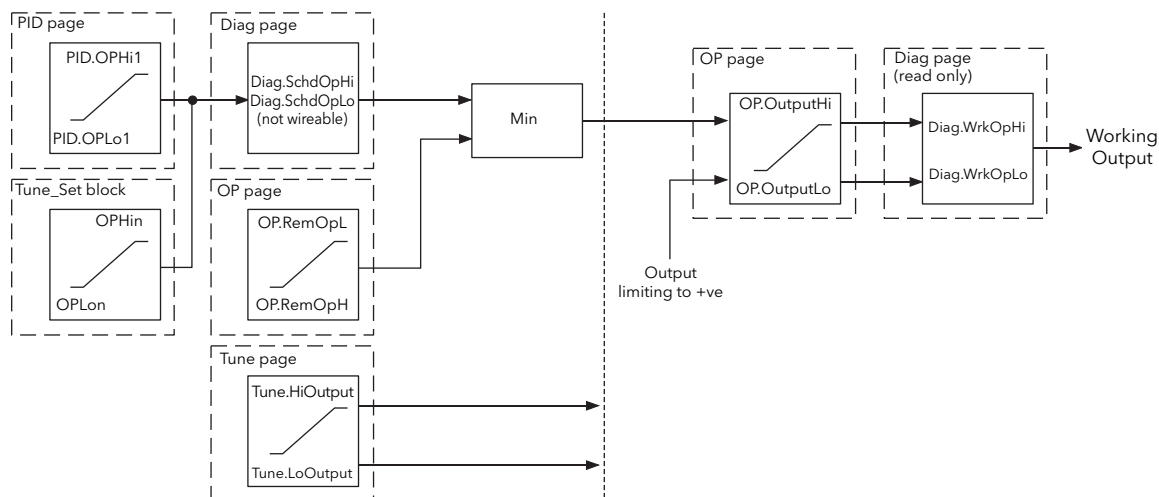 PID page
PID.OPHi1
PID.OPLo1
Tune_Set block
OPHin
OPLon
Diag page
Diag.SchdOpHi
Diag.SchdOpLo
(not wireable)
OP page
OP.RemOpL
OP.RemOpH
Tune page
Tune.HiOutput
Tune.LoOutput
Min
OP page
OP.OutputHi
OP.OutputLo
Output
limiting to +ve
Diag page
(read only)
Diag.WrkOpHi
Diag.WrkOpLo
Working
Output